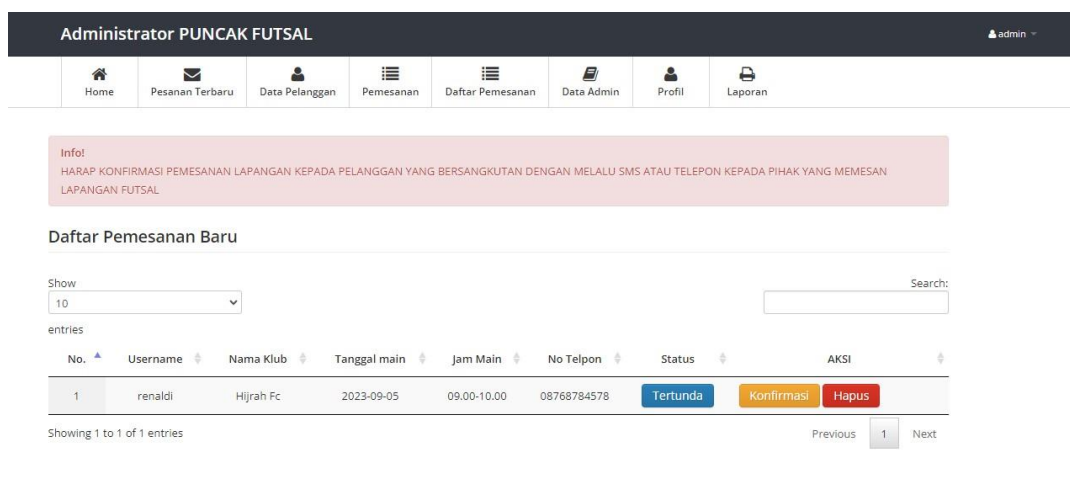 Administrator PUNCAK FUTSAL
admin
Home
Pesanan Terbaru
Data Pelanggan
Pemesanan
Daftar Pemesanan
Data Admin
Profil
Laporan
Info!
HARAP KONFIRMASI PEMESANAN LAPANGAN KEPADA PELANGGAN YANG BERSANGKUTAN DENGAN MELALU SMS ATAU TELEPON KEPADA PIHAK YANG MEMESAN
LAPANGAN FUTSAL
Daftar Pemesanan Baru
Show
10
entries
Search:
No. Username Nama Klub Tanggal main Jam Main No Telpon Status AKSI
1 renaldi Hijrah Fc 2023-09-05 09.00-10.00 08768784578 Tertunda Konfirmasi Hapus
Showing 1 to 1 of 1 entries
Previous 1 Next